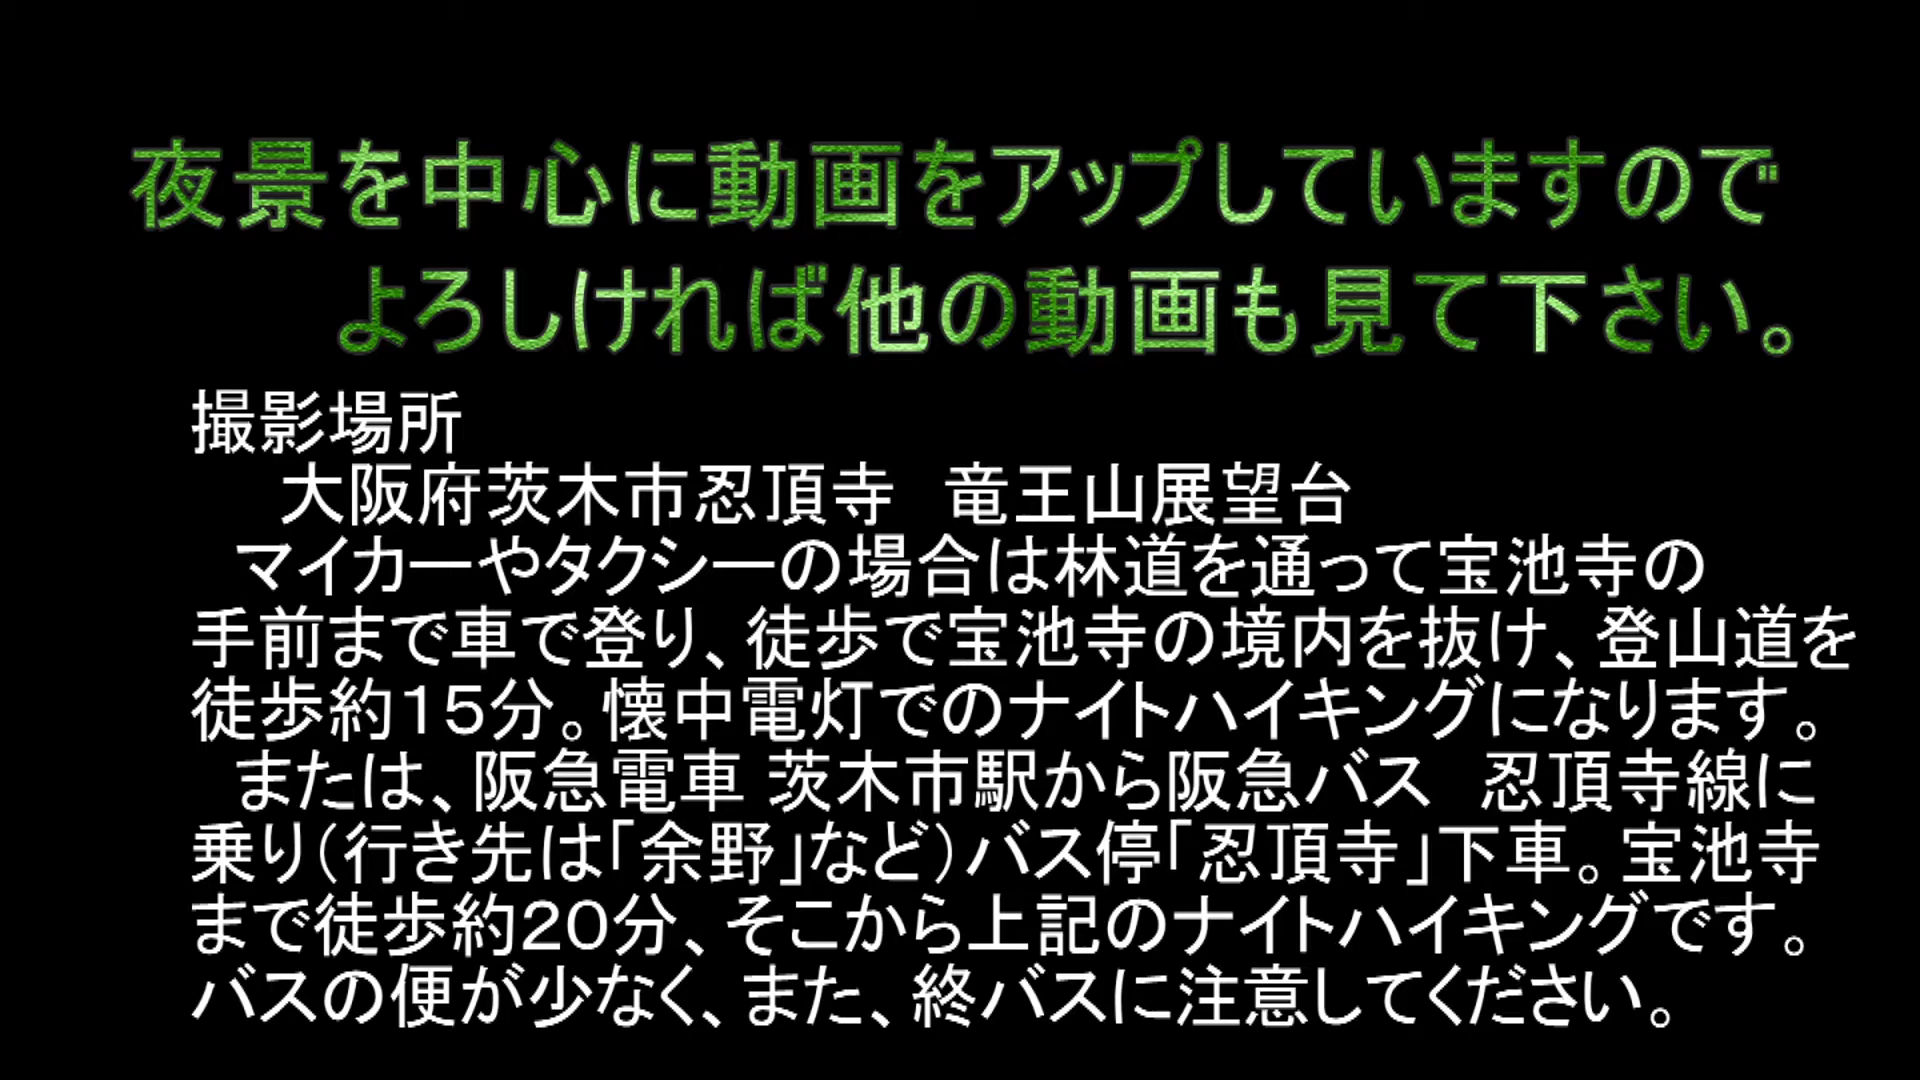 夜景を中心に動画をアップしていますので
よろしければ他の動画も見て下さい。
撮影場所
大阪府茨木市忍頂寺　竜王山展望台
マイカーやタクシーの場合は林道を通って宝池寺の
手前まで車で登り、徒歩で宝池寺の境内を抜け、登山道を
徒歩約１５分。懐中電灯でのナイトハイキングになります。
または、阪急電車 茨木市駅から阪急バス　忍頂寺線に
乗り（行き先は「余野」など）バス停「忍頂寺」下車。宝池寺
まで徒歩約２０分、そこから上記のナイトハイキングです。
バスの便が少なく、また、終バスに注意してください。